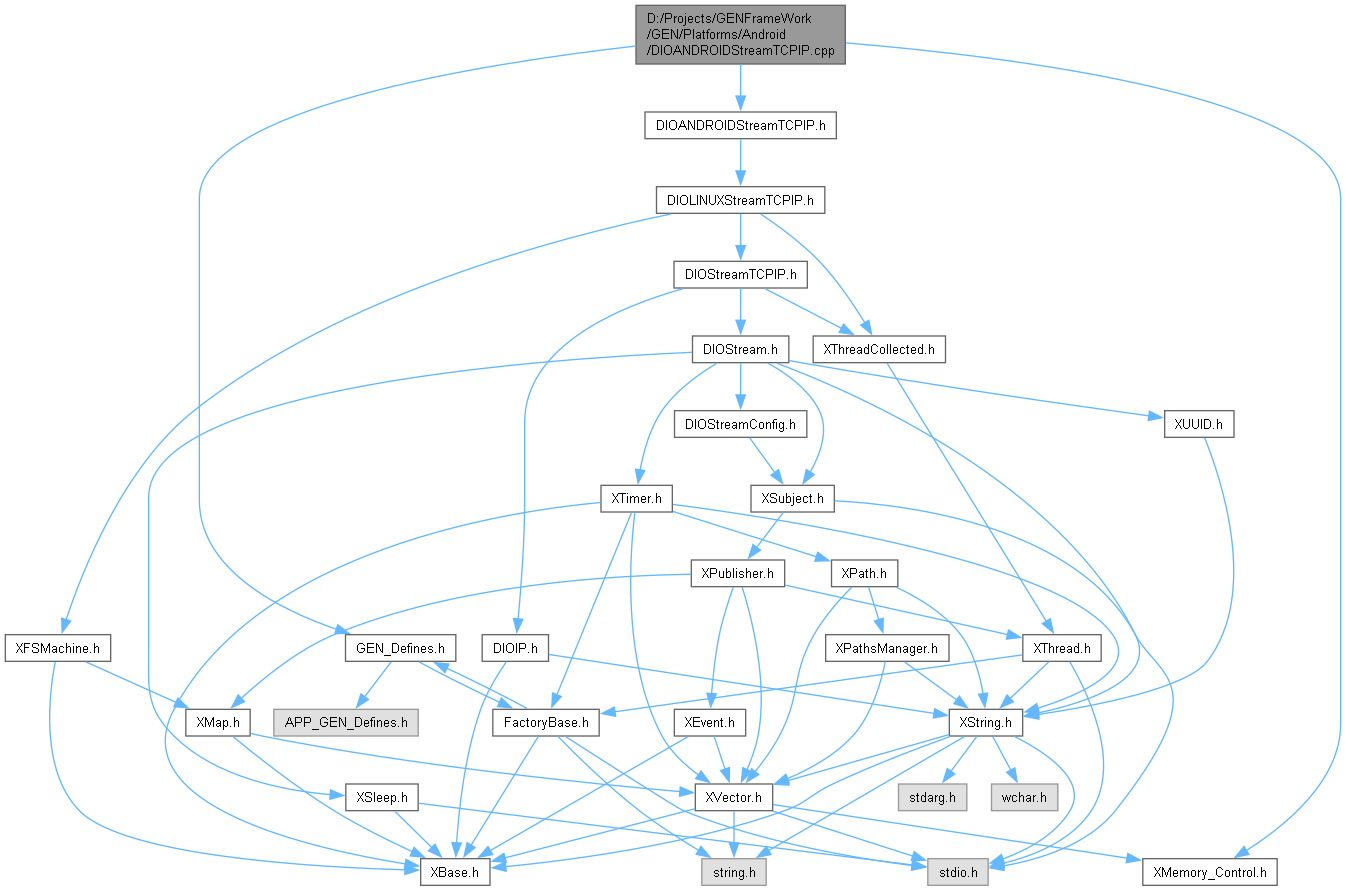 D:/Projects/GENFrameWork
/GEN/Platforms/Android
/DIOANDROIDStreamTCPIP.cpp
DIOANDROIDStreamTCPIP.h
DIOLINUXStreamTCPIP.h
DIOStreamTCPIP.h
DIOStream.h
XThreadCollected.h
DIOStreamConfig.h
XUUID.h
XTimer.h
XSubject.h
XPublisher.h
XPath.h
XFSMachine.h
GEN_Defines.h
DIOIP.h
XPathsManager.h
XThread.h
XMap.h
APP_GEN_Defines.h
FactoryBase.h
XEvent.h
XString.h
XSleep.h
XVector.h
stdarg.h
wchar.h
XBase.h
string.h
stdio.h
XMemory_Control.h